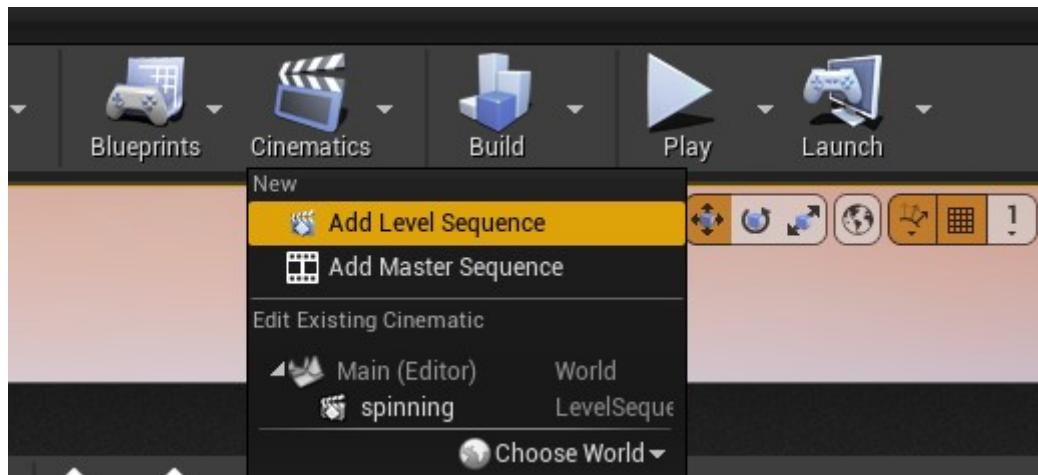 Blueprints Cinematics Build Play Launch
New
Add Level Sequence
1
Add Master Sequence
Edit Existing Cinematic
Main (Editor) World
spinning LevelSeque
Choose World